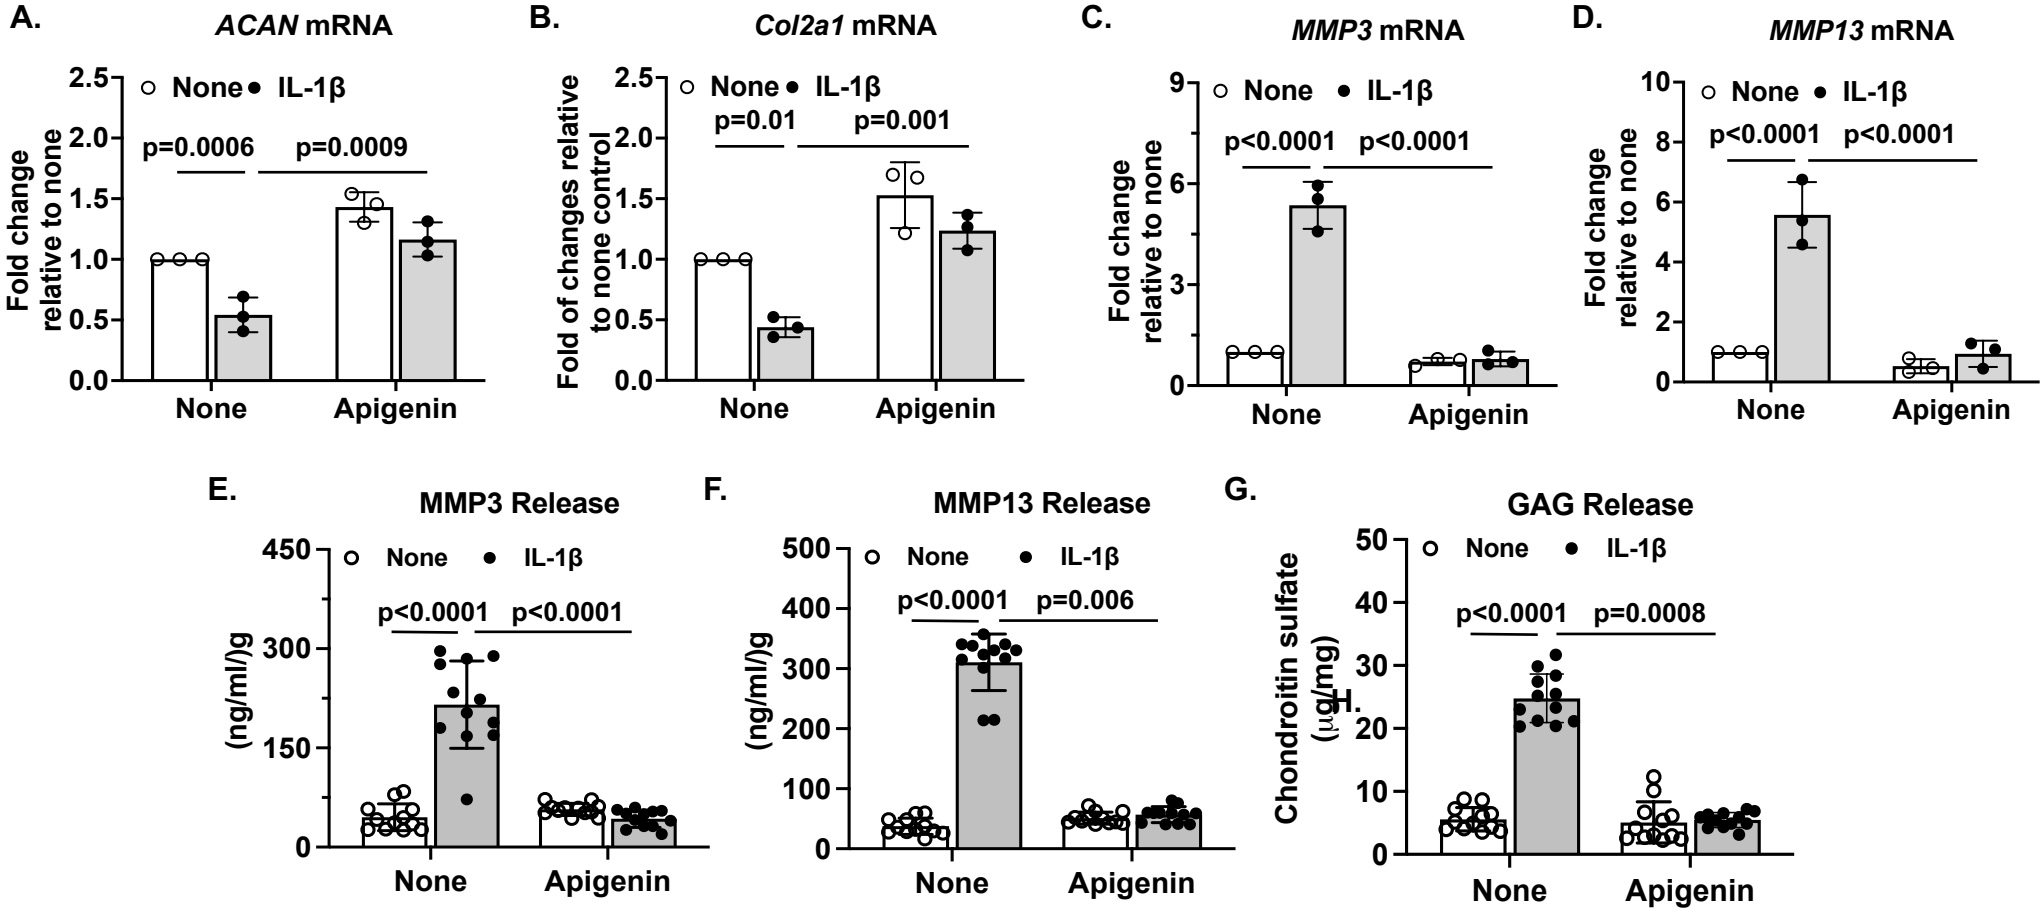 A.
ACAN mRNA
Fold change
relative to none
2.5
2.0
1.5
1.0
0.5
0.0
None IL-1β
p=0.0006 p=0.0009
None Apigenin
B.
Col2a1 mRNA
Fold of changes relative
to none control
2.5
2.0
1.5
1.0
0.5
0.0
None IL-1β
p=0.01 p=0.001
None Apigenin
C.
MMP3 mRNA
Fold change
relative to none
9
6
3
0
None IL-1β
p<0.0001 p<0.0001
None Apigenin
D.
MMP13 mRNA
Fold change
relative to none
10
8
6
4
2
0
None IL-1β
p<0.0001 p<0.0001
None Apigenin
E.
MMP3 Release
(ng/ml/)g
450
300
150
0
None IL-1β
p<0.0001 p<0.0001
None Apigenin
F.
MMP13 Release
(ng/ml/)g
500
400
300
200
100
0
None IL-1β
p<0.0001 p=0.006
None Apigenin
G.
GAG Release
Chondroitin sulfate
(μg/mg)
H.
50
40
30
20
10
0
None IL-1β
p<0.0001 p=0.0008
None Apigenin